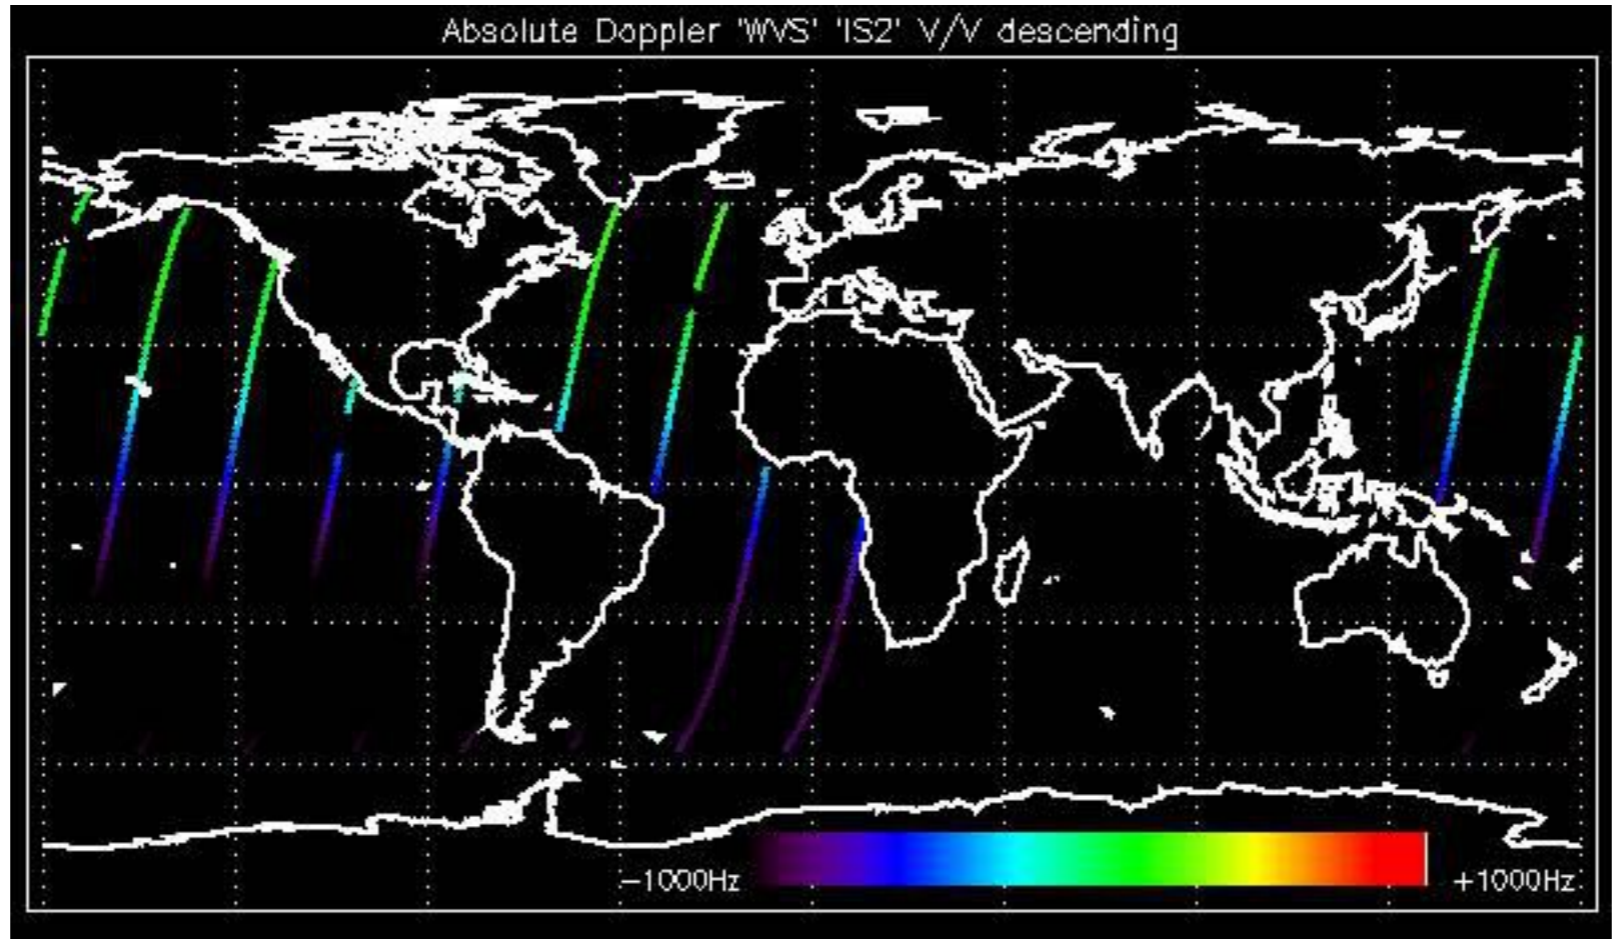 Absolute Doppler 'WVS' 'IS2' V/V descending
−1000Hz
+1000Hz